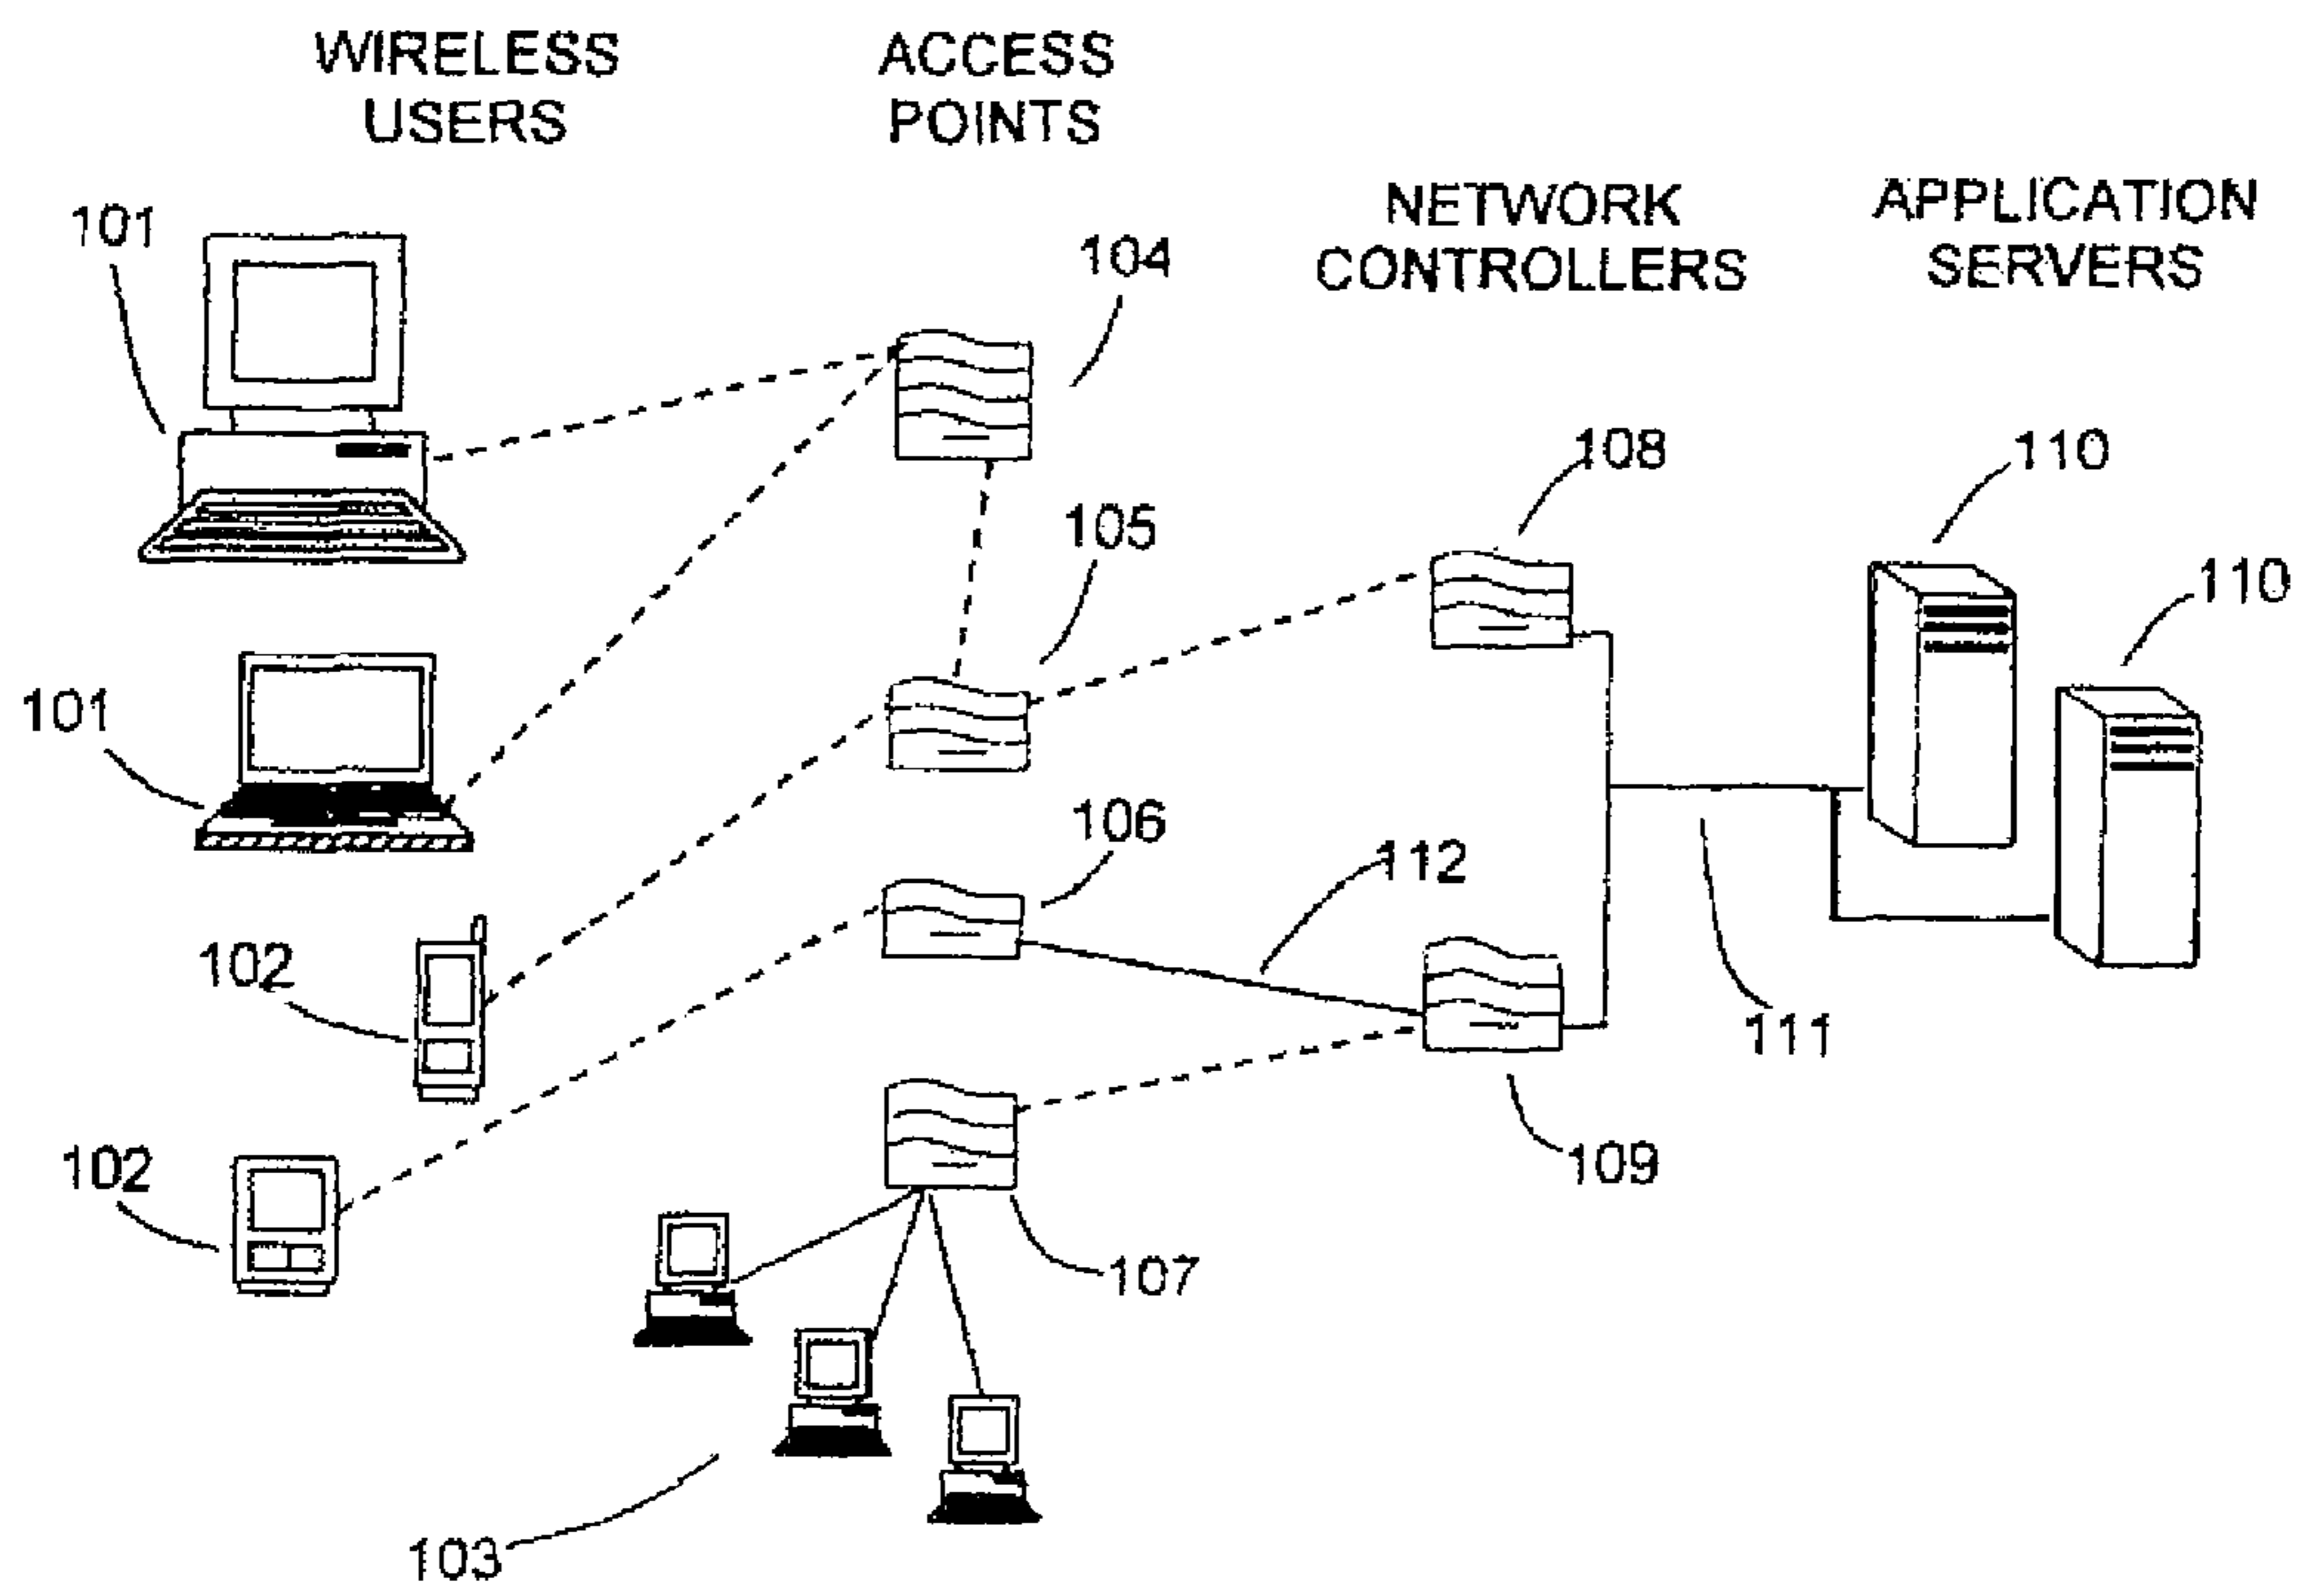 WIRELESS
USERS
ACCESS
POINTS
NETWORK
CONTROLLERS
APPLICATION
SERVERS
101
104
108
110
110
105
101
106
112
102
111
102
109
107
103